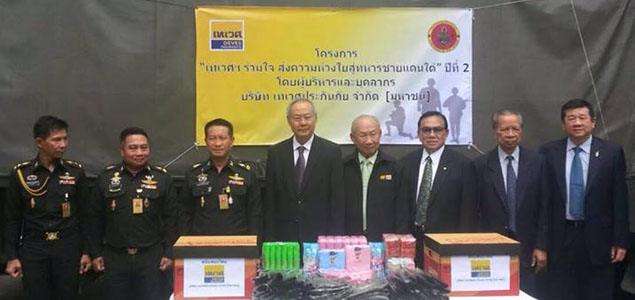 เทเวศ
DEVES
โครงการ
"เทเวศฯ ร่วมใจ ส่งความห่วงใยสู่ทหารชายแดนใต้" ปีที่ 2
โดยผู้บริหารและบุคลากร
บริษัท เทเวศประกันภัย จำกัด [มหาชน]